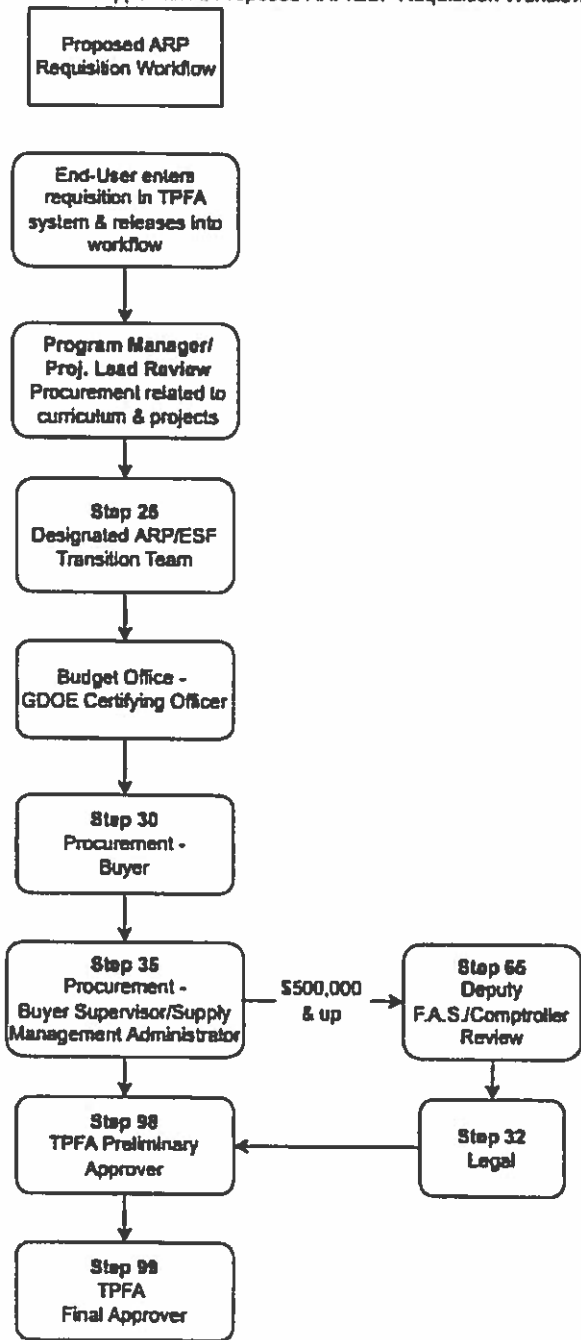 Proposed ARP
Requisition Workflow
End-User enters
requisition in TPFA
system & releases into
workflow
Program Manager/
Proj. Lead Review
Procurement related to
curriculum & projects
Designated ARP/ESF
Transition Team
Budget Office -
GDOE Certifying Officer
Step 30
Procurement -
Buyer
Step 35
Procurement -
Buyer Supervisor/Supply
Management Administrator
$500,000
& up
Step 65
Deputy
F.A.S./Comptroller
Review
Step 98
TPFA Preliminary
Approver
Step 32
Legal
Step 99
TPFA
Final Approver